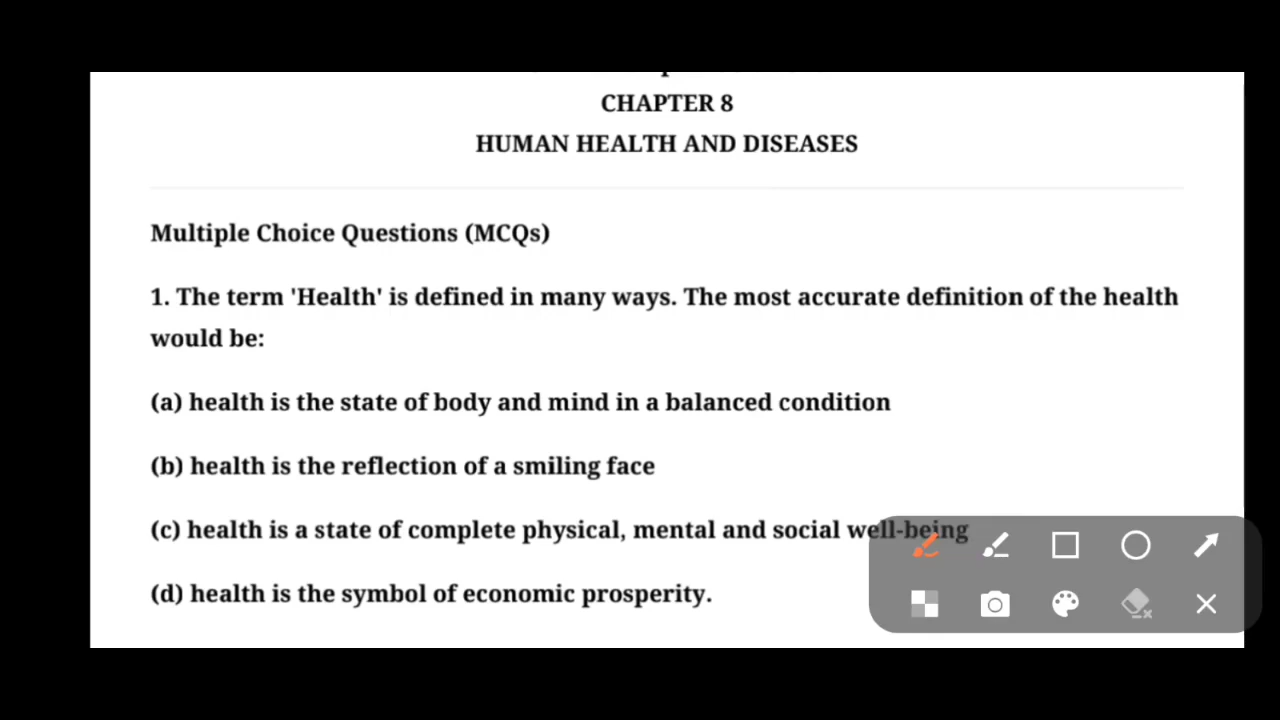 CHAPTER 8
HUMAN HEALTH AND DISEASES
Multiple Choice Questions (MCQs)
1. The term 'Health' is defined in many ways. The most accurate definition of the health
would be:
(a) health is the state of body and mind in a balanced condition
(b) health is the reflection of a smiling face
(c) health is a state of complete physical, mental and social well-being
(d) health is the symbol of economic prosperity.